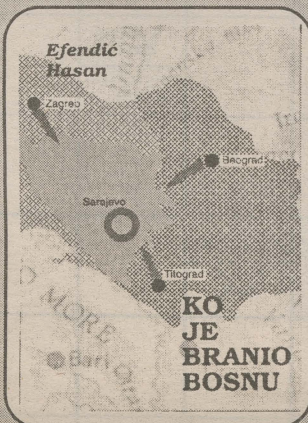 Efendić
Hasan
Zagreb
Beograd
Sarajevo
Titograd
MORE
Bari
KO
JE
BRANIO
BOSNU